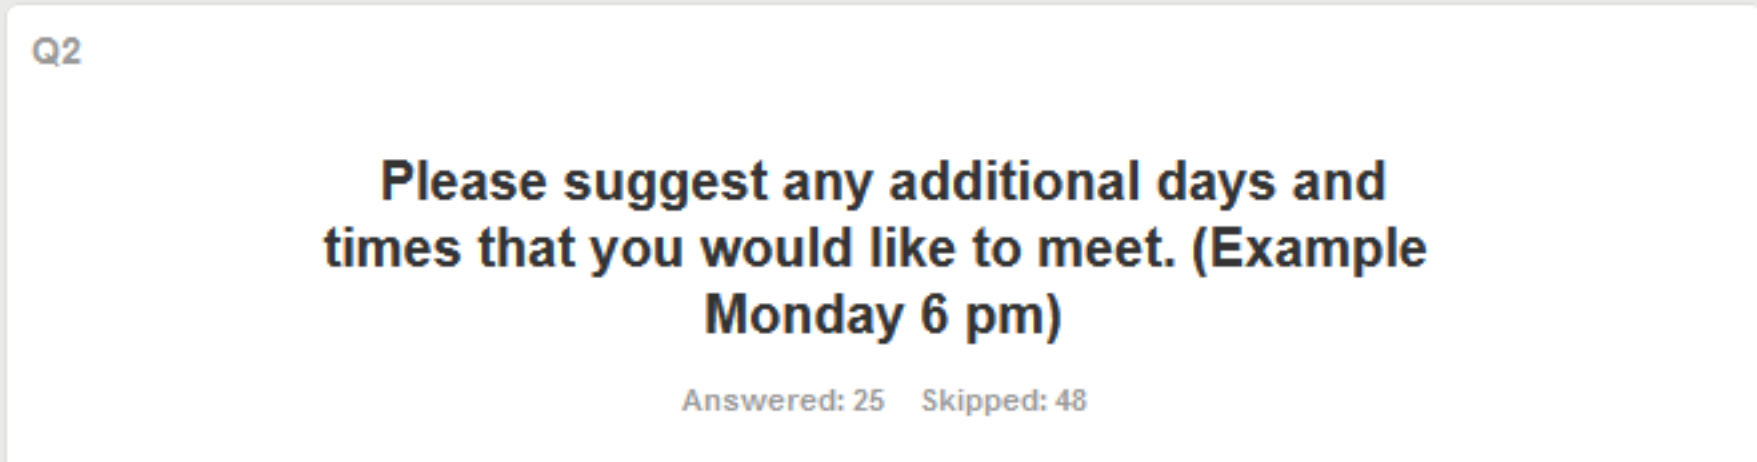 Q2
Please suggest any additional days and
times that you would like to meet. (Example
Monday 6 pm)
Answered: 25 Skipped: 48